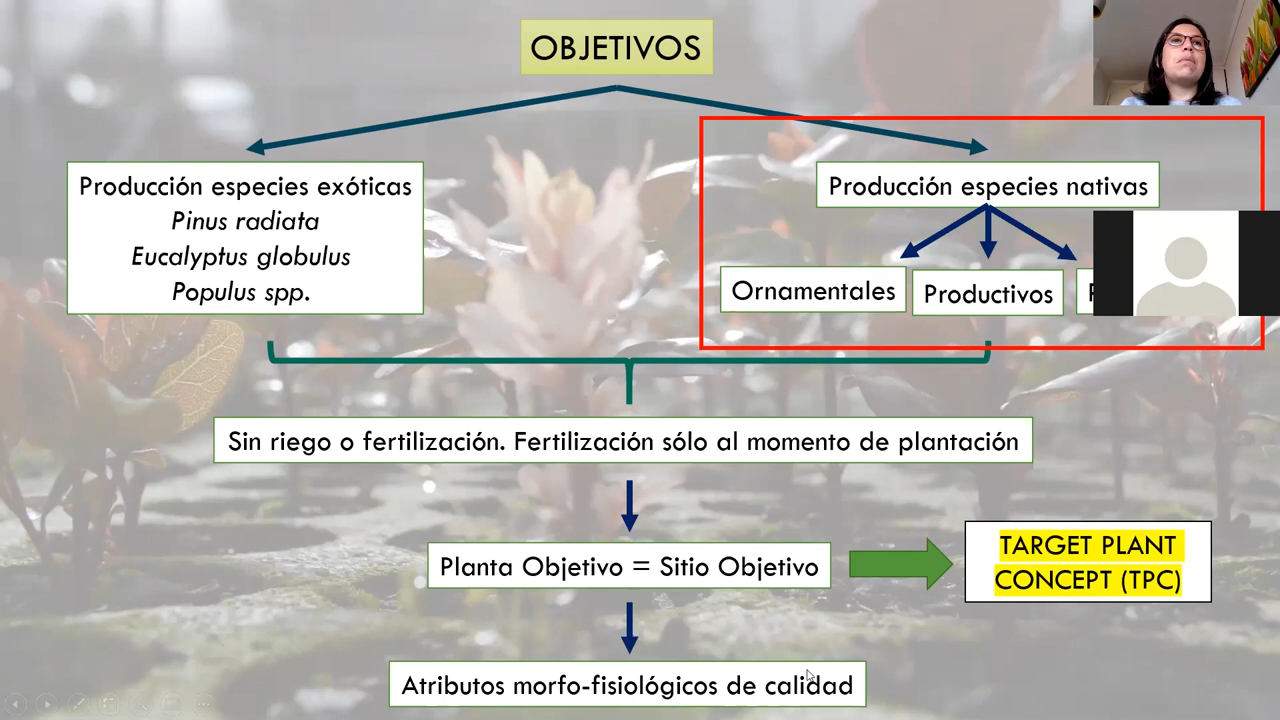 OBJETIVOS
Producción especies exóticas
Pinus radiata
Eucalyptus globulus
Populus spp.
Producción especies nativas
Ornamentales
Productivos
Sin riego o fertilización. Fertilización sólo al momento de plantación
Planta Objetivo = Sitio Objetivo
TARGET PLANT
CONCEPT (TPC)
Atributos morfo-fisiológicos de calidad